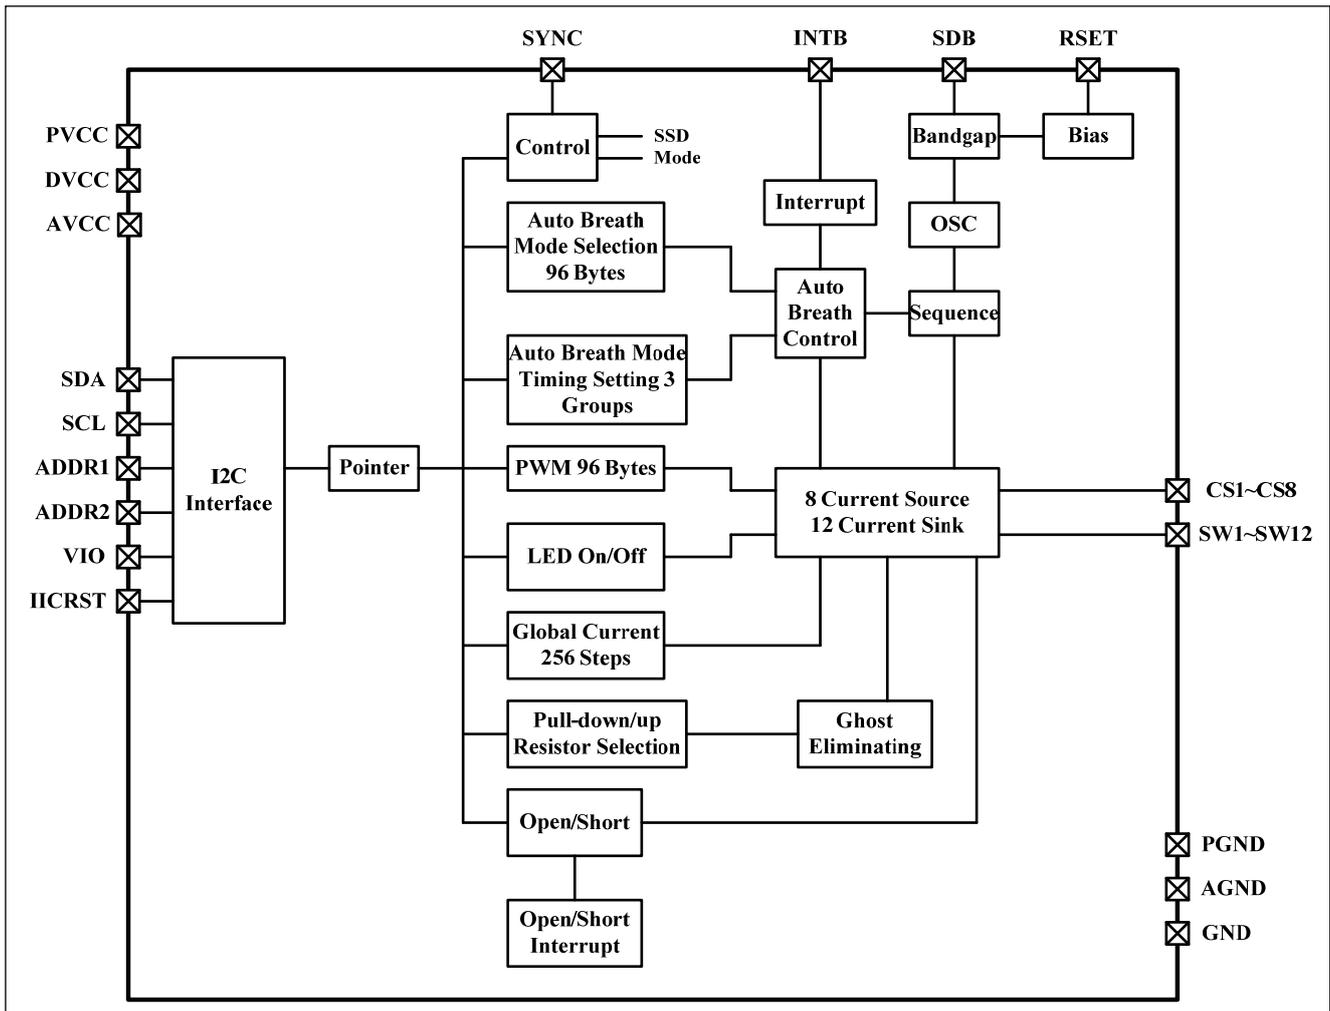 SYNC
INTB
SDB
RSET
PVCC
DVCC
AVCC
Control
SSD
Mode
Bandgap
Bias
Auto Breath
Mode Selection
96 Bytes
Interrupt
OSC
Auto
Breath
Control
Sequence
Auto Breath Mode
Timing Setting 3
Groups
SDA
SCL
ADDR1
ADDR2
VIO
IICRST
I2C
Interface
Pointer
PWM 96 Bytes
8 Current Source
12 Current Sink
CS1~CS8
SW1~SW12
LED On/Off
Global Current
256 Steps
Pull-down/up
Resistor Selection
Ghost
Eliminating
Open/Short
Open/Short
Interrupt
PGND
AGND
GND